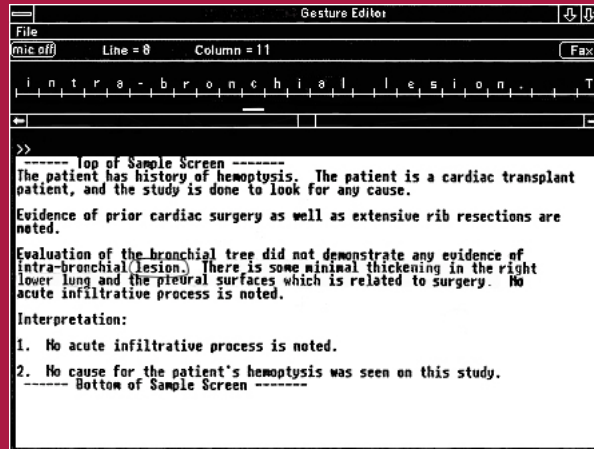 Gesture Editor
File
mic off Line = 8 Column = 11 Fax
i n t r a - b r o n c h i a l l e s i o n . T
>>
------ Top of Sample Screen -------
The patient has history of hemoptysis. The patient is a cardiac transplant
patient, and the study is done to look for any cause.
Evidence of prior cardiac surgery as well as extensive rib resections are
noted.
Evaluation of the bronchial tree did not demonstrate any evidence of
intra-bronchial lesion. There is some minimal thickening in the right
lower lung and the pleural surfaces which is related to surgery. No
acute infiltrative process is noted.
Interpretation:
1. No acute infiltrative process is noted.
2. No cause for the patient's hemoptysis was seen on this study.
------ Bottom of Sample Screen -------